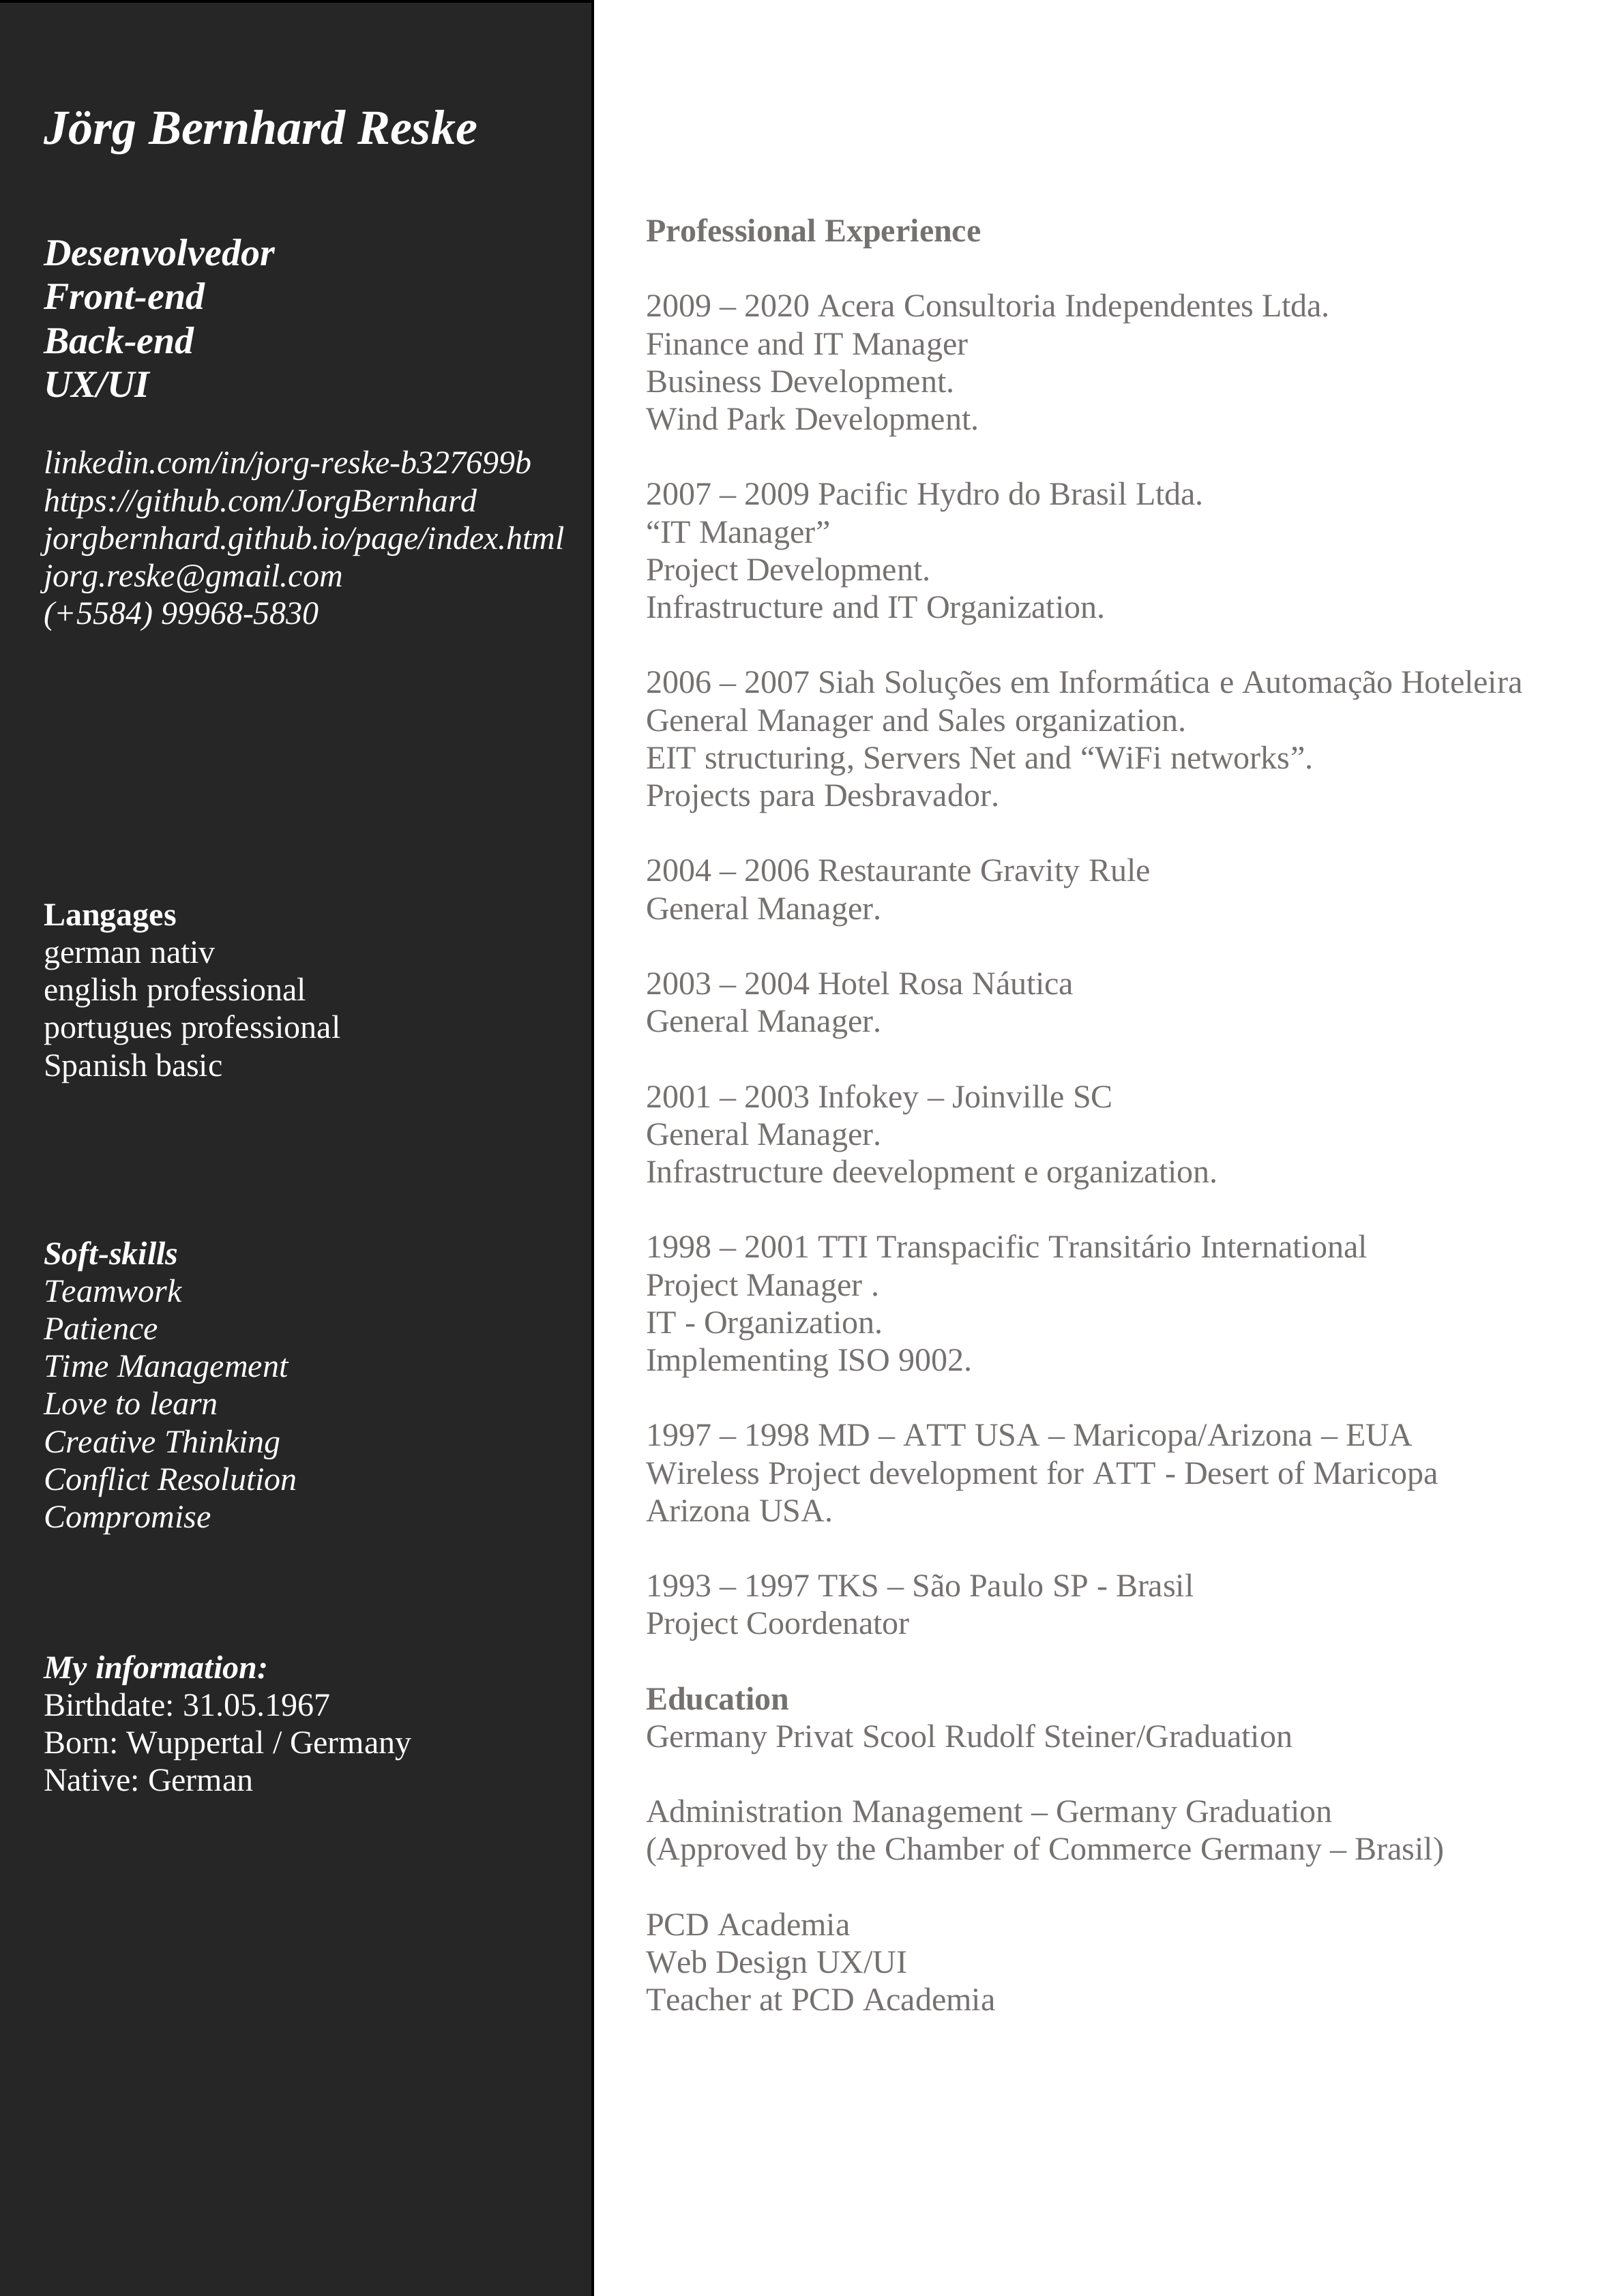 Jörg Bernhard Reske
Desenvolvedor
Front-end
Back-end
UX/UI
linkedin.com/in/jorg-reske-b327699b
https://github.com/JorgBernhard
jorgbernhard.github.io/page/index.html
jorg.reske@gmail.com
(+5584) 99968-5830
Langages
german nativ
english professional
portugues professional
Spanish basic
Soft-skills
Teamwork
Patience
Time Management
Love to learn
Creative Thinking
Conflict Resolution
Compromise
My information:
Birthdate: 31.05.1967
Born: Wuppertal / Germany
Native: German
Professional Experience
2009 – 2020 Acera Consultoria Independentes Ltda.
Finance and IT Manager
Business Development.
Wind Park Development.
2007 – 2009 Pacific Hydro do Brasil Ltda.
“IT Manager”
Project Development.
Infrastructure and IT Organization.
2006 – 2007 Siah Soluções em Informática e Automação Hoteleira
General Manager and Sales organization.
EIT structuring, Servers Net and “WiFi networks”.
Projects para Desbravador.
2004 – 2006 Restaurante Gravity Rule
General Manager.
2003 – 2004 Hotel Rosa Náutica
General Manager.
2001 – 2003 Infokey – Joinville SC
General Manager.
Infrastructure deevelopment e organization.
1998 – 2001 TTI Transpacific Transitário International
Project Manager .
IT - Organization.
Implementing ISO 9002.
1997 – 1998 MD – ATT USA – Maricopa/Arizona – EUA
Wireless Project development for ATT - Desert of Maricopa
Arizona USA.
1993 – 1997 TKS – São Paulo SP - Brasil
Project Coordenator
Education
Germany Privat Scool Rudolf Steiner/Graduation
Administration Management – Germany Graduation
(Approved by the Chamber of Commerce Germany – Brasil)
PCD Academia
Web Design UX/UI
Teacher at PCD Academia